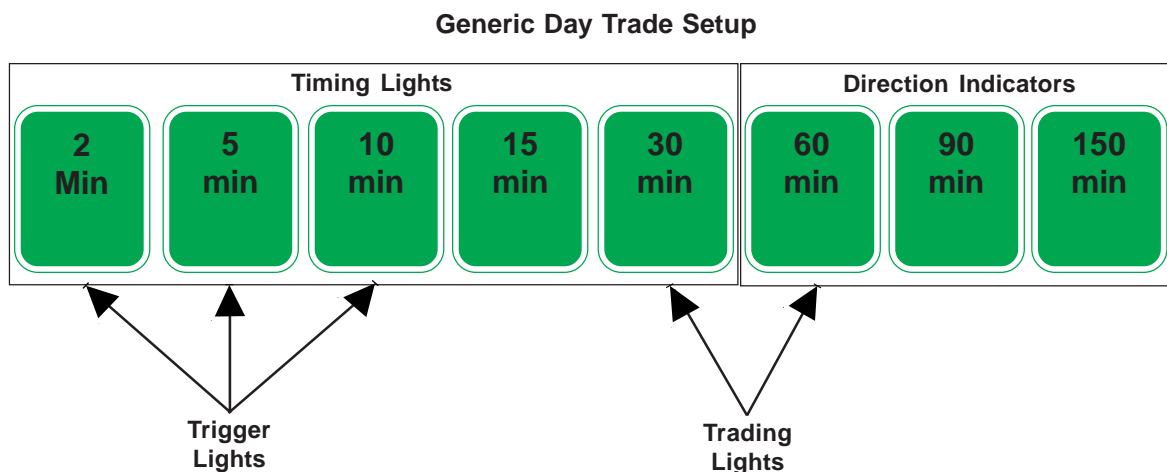 Generic Day Trade Setup
Timing Lights
Direction Indicators
2
Min
5
min
10
min
15
min
30
min
60
min
90
min
150
min
Trigger
Lights
Trading
Lights